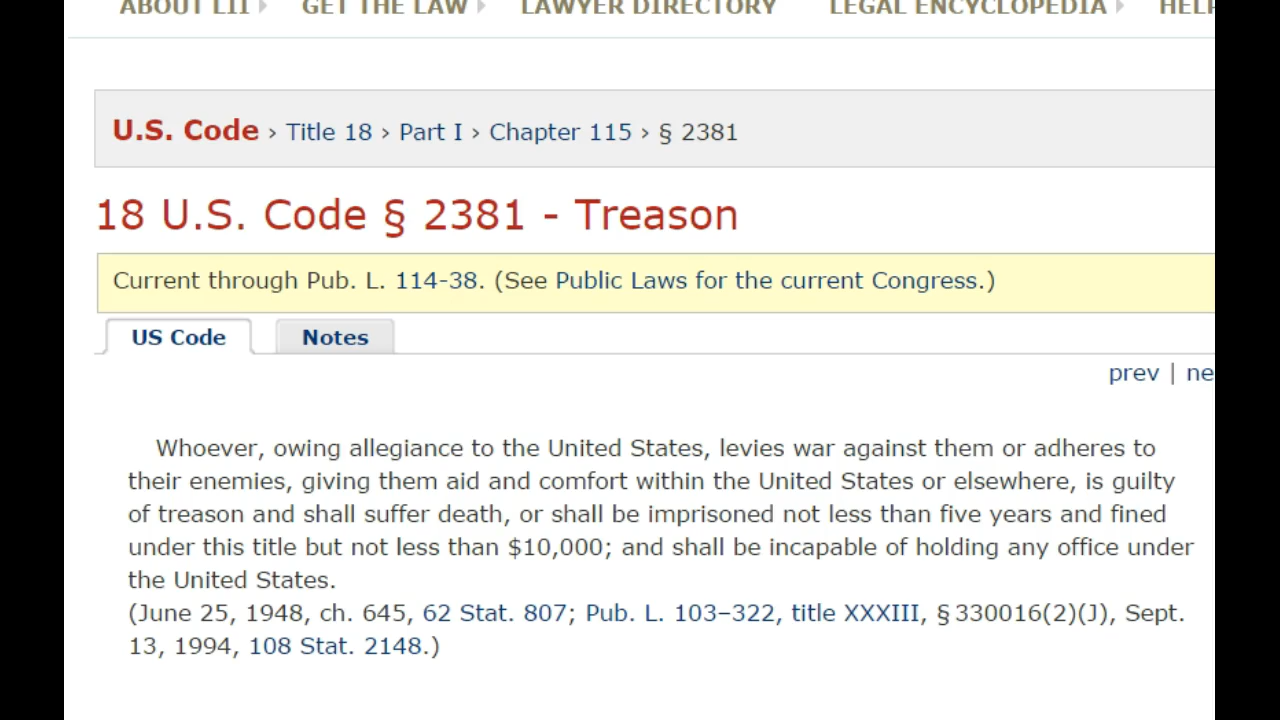 ABOUT LII GET THE LAW LAWYER DIRECTORY LEGAL ENCYCLOPEDIA HELP
U.S. Code › Title 18 › Part I › Chapter 115 › § 2381
18 U.S. Code § 2381 - Treason
Current through Pub. L. 114-38. (See Public Laws for the current Congress.)
US Code Notes
prev | ne
Whoever, owing allegiance to the United States, levies war against them or adheres to
their enemies, giving them aid and comfort within the United States or elsewhere, is guilty
of treason and shall suffer death, or shall be imprisoned not less than five years and fined
under this title but not less than $10,000; and shall be incapable of holding any office under
the United States.
(June 25, 1948, ch. 645, 62 Stat. 807; Pub. L. 103–322, title XXXIII, § 330016(2)(J), Sept.
13, 1994, 108 Stat. 2148.)